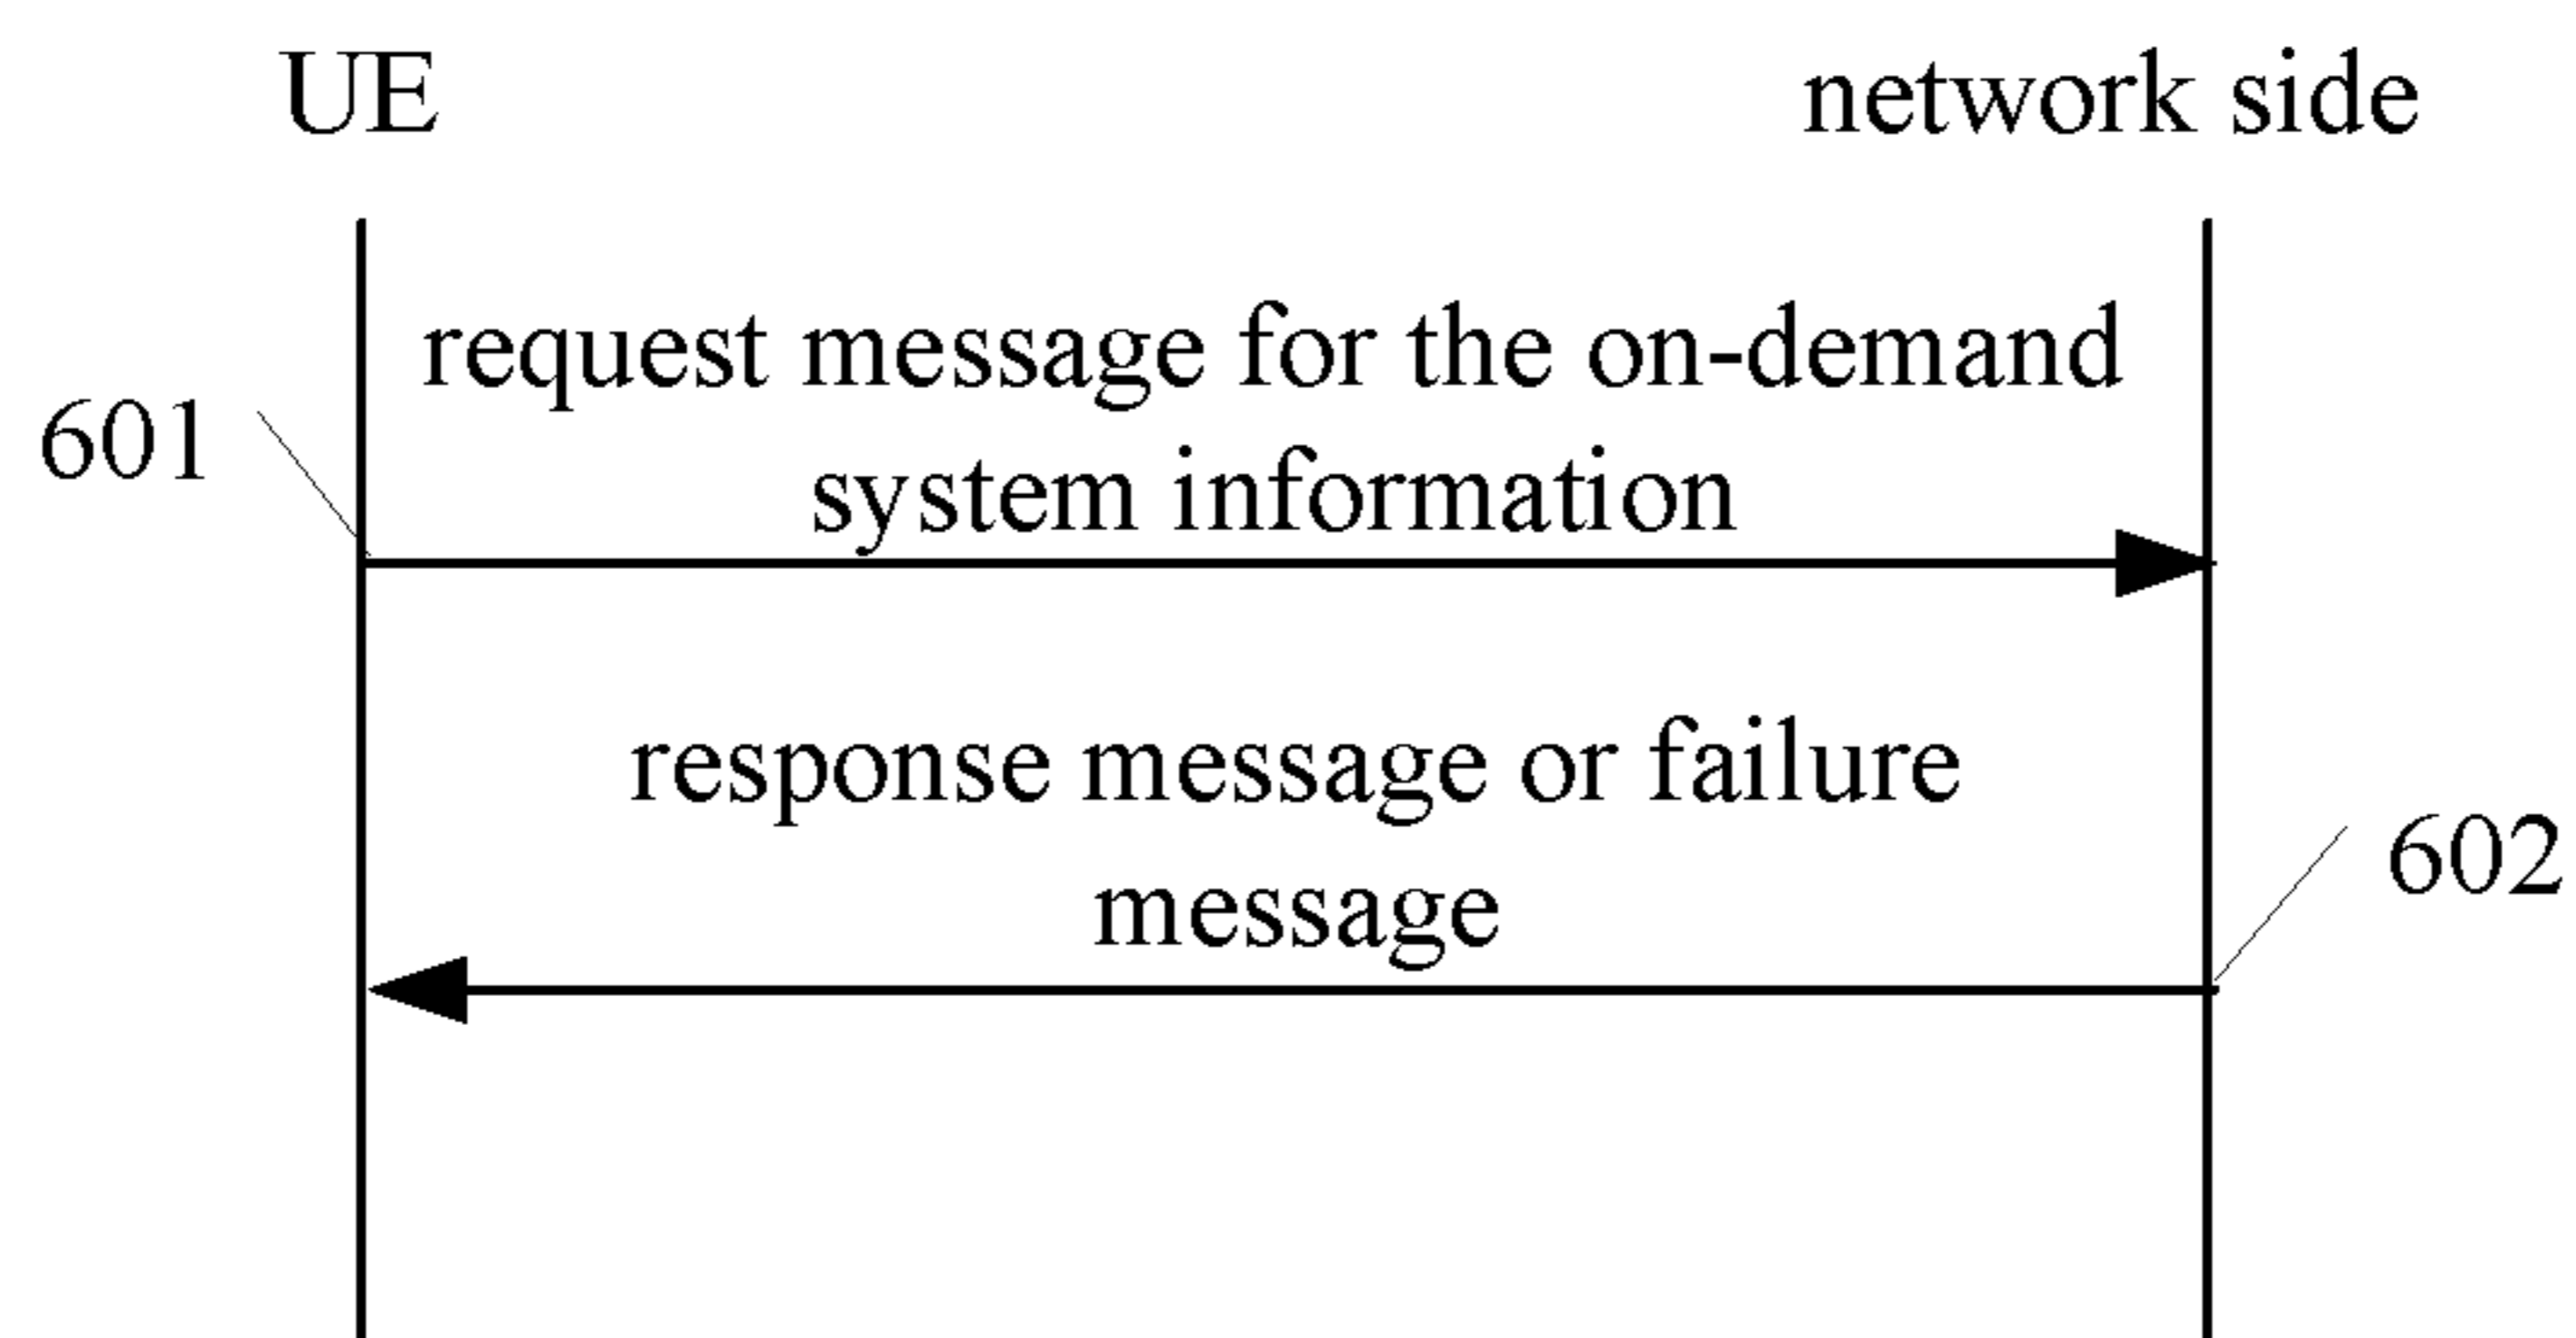 UE
network side
request message for the on-demand
system information
601
response message or failure
message
602